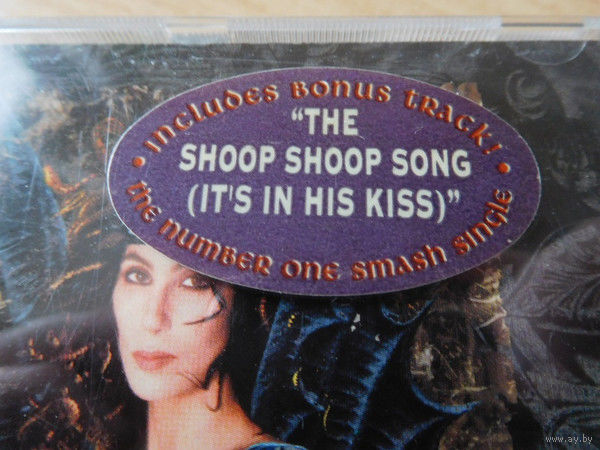 INCLUDES BONUS TRACK!
“THE
SHOOP SHOOP SONG
(IT'S IN HIS KISS)”
THE NUMBER ONE SMASH SINGLE
www.ay.by